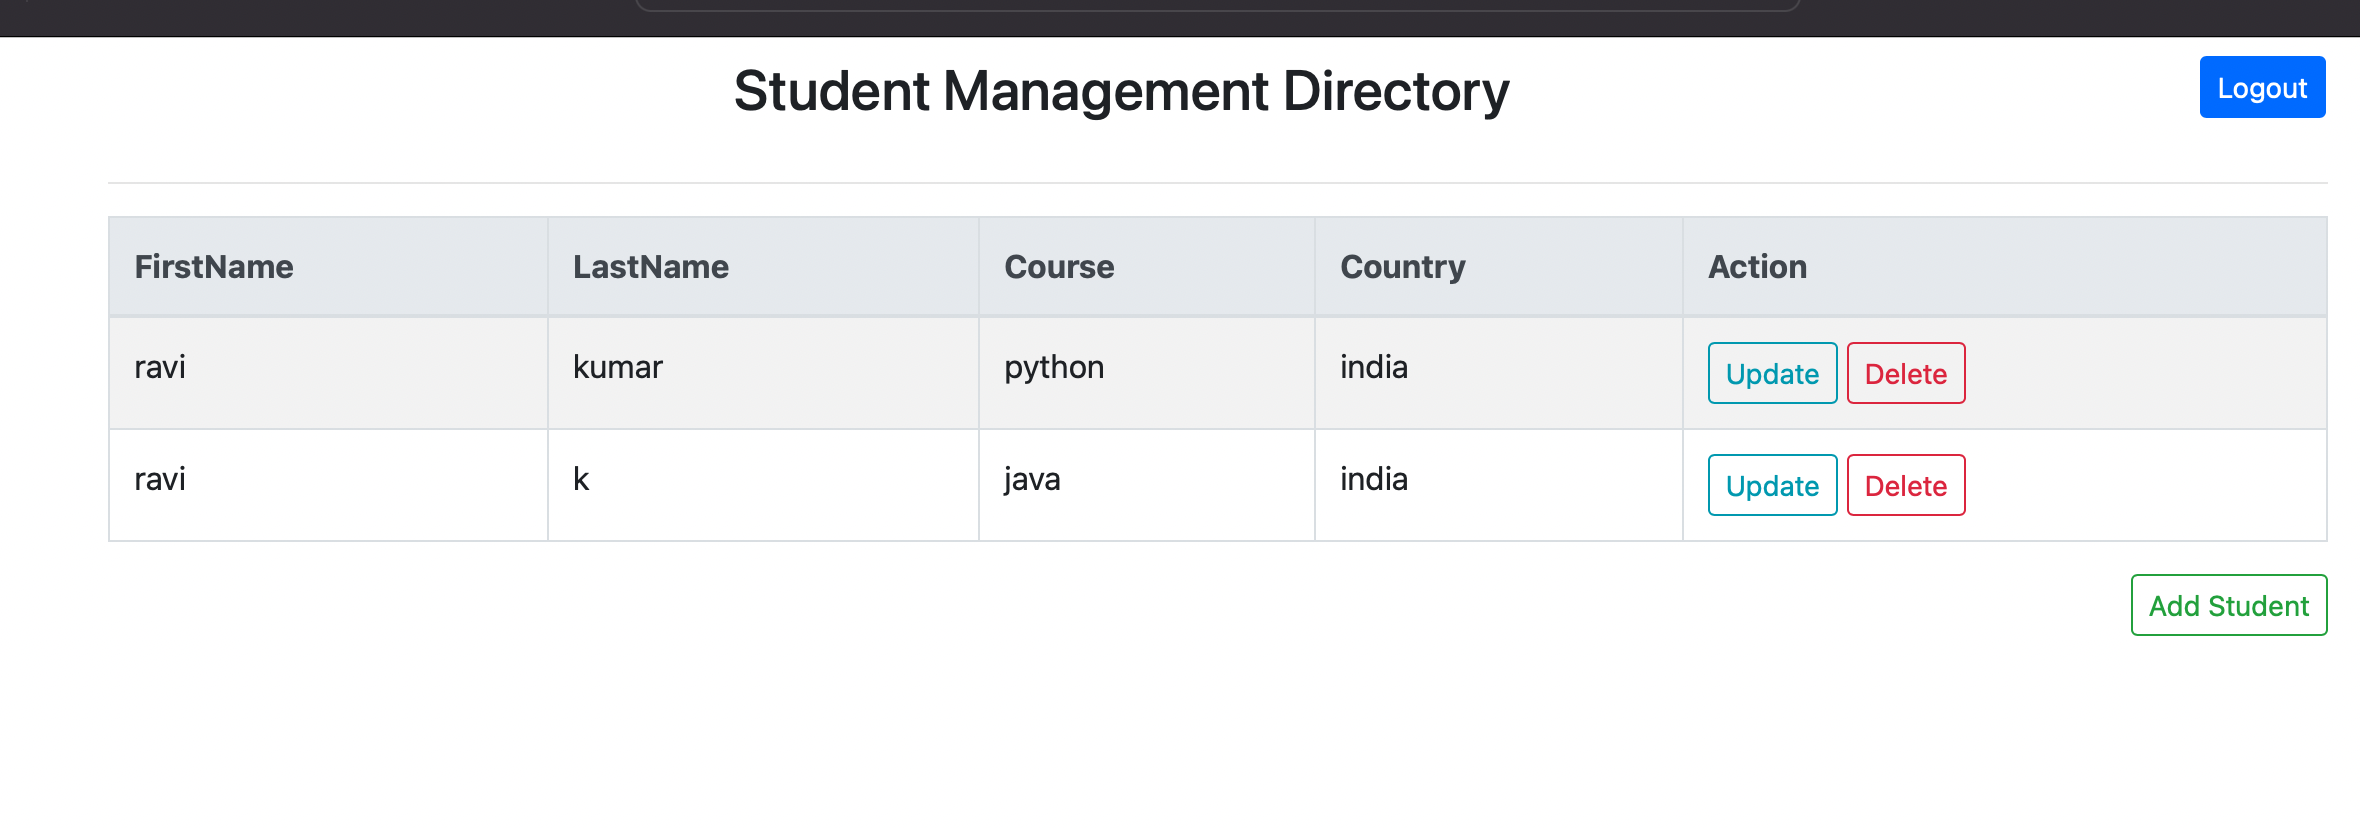 Student Management Directory
Logout
FirstName LastName Course Country Action
ravi kumar python india Update Delete
ravi k java india Update Delete
Add Student